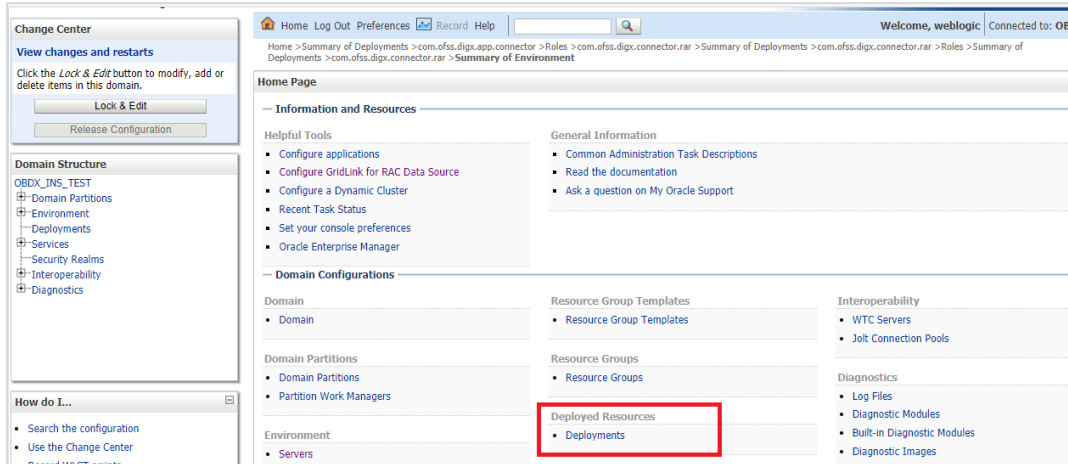 Change Center
View changes and restarts
Click the Lock & Edit button to modify, add or
delete items in this domain.
Lock & Edit
Release Configuration
Domain Structure
OBDX_INS_TEST
Domain Partitions
Environment
Deployments
Services
Security Realms
Interoperability
Diagnostics
How do I...
Search the configuration
Use the Change Center
Record WLST scripts
Home Log Out Preferences Record Help
Welcome, weblogic Connected to: OB
Home >Summary of Deployments >com.ofss.digx.app.connector >Roles >com.ofss.digx.connector.rar >Summary of Deployments >com.ofss.digx.connector.rar >Roles >Summary of
Deployments >com.ofss.digx.connector.rar >Summary of Environment
Home Page
Information and Resources
Helpful Tools
Configure applications
Configure GridLink for RAC Data Source
Configure a Dynamic Cluster
Recent Task Status
Set your console preferences
Oracle Enterprise Manager
General Information
Common Administration Task Descriptions
Read the documentation
Ask a question on My Oracle Support
Domain Configurations
Domain
Domain
Domain Partitions
Domain Partitions
Partition Work Managers
Environment
Servers
Resource Group Templates
Resource Group Templates
Resource Groups
Resource Groups
Deployed Resources
Deployments
Interoperability
WTC Servers
Jolt Connection Pools
Diagnostics
Log Files
Diagnostic Modules
Built-in Diagnostic Modules
Diagnostic Images